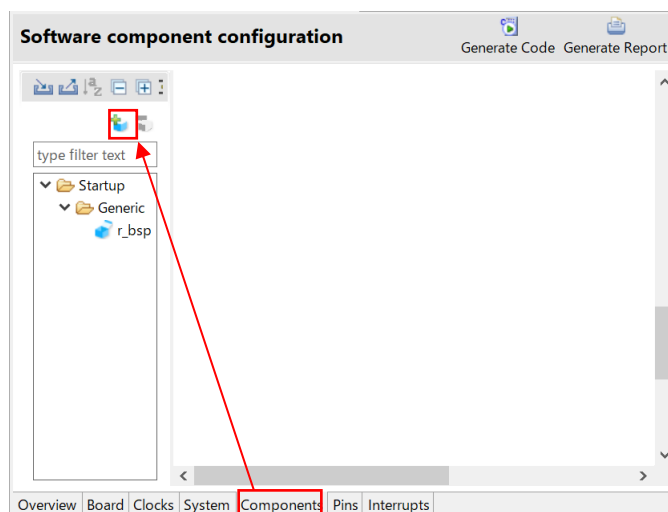 Software component configuration
Generate Code Generate Report
type filter text
Startup
Generic
r_bsp
Overview Board Clocks System Components Pins Interrupts